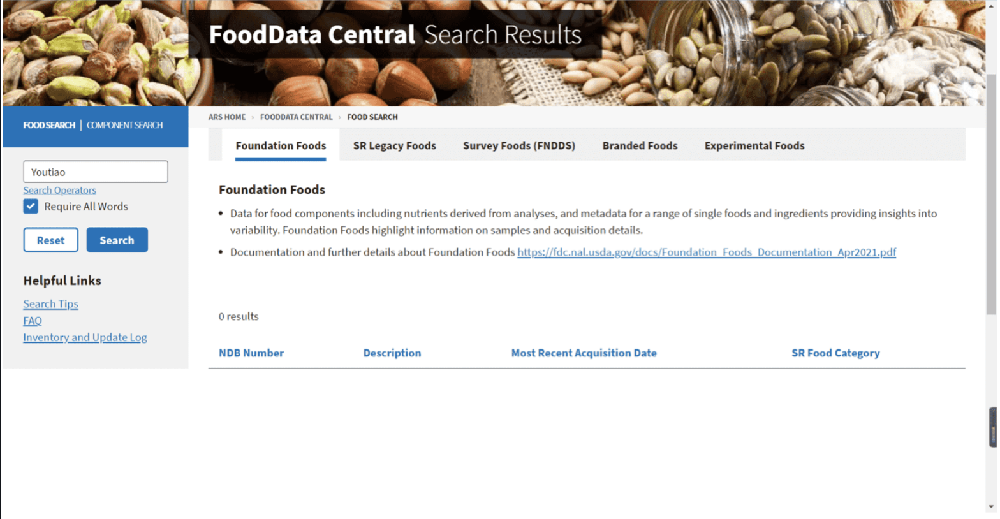 FoodData Central Search Results
FOOD SEARCH | COMPONENT SEARCH
Youtiao
Search Operators
Require All Words
Reset Search
Helpful Links
Search Tips
FAQ
Inventory and Update Log
ARS HOME › FOODDATA CENTRAL › FOOD SEARCH
Foundation Foods SR Legacy Foods Survey Foods (FNDDS) Branded Foods Experimental Foods
Foundation Foods
• Data for food components including nutrients derived from analyses, and metadata for a range of single foods and ingredients providing insights into
variability. Foundation Foods highlight information on samples and acquisition details.
• Documentation and further details about Foundation Foods https://fdc.nal.usda.gov/docs/Foundation_Foods_Documentation_Apr2021.pdf
0 results
NDB Number Description Most Recent Acquisition Date SR Food Category